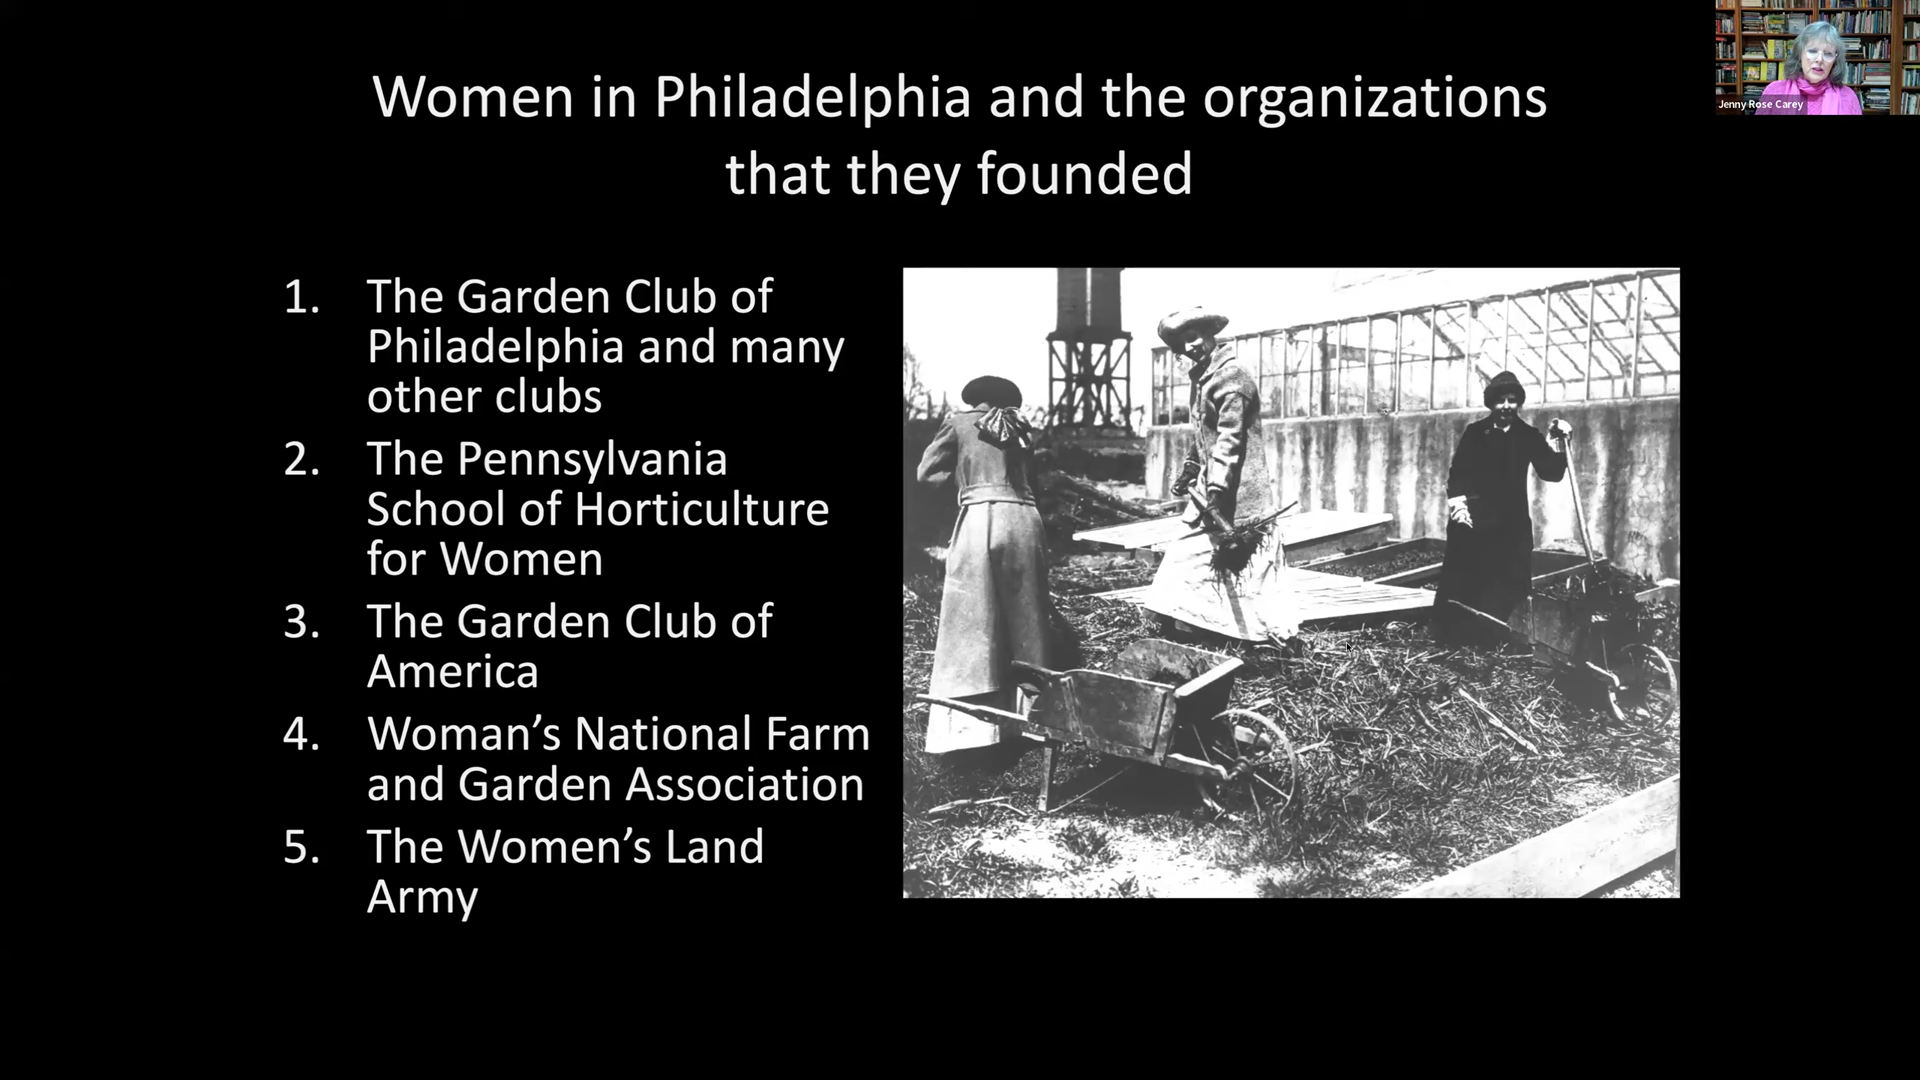 Women in Philadelphia and the organizations
that they founded
Jenny Rose Carey
1. The Garden Club of
Philadelphia and many
other clubs
2. The Pennsylvania
School of Horticulture
for Women
3. The Garden Club of
America
4. Woman’s National Farm
and Garden Association
5. The Women’s Land
Army